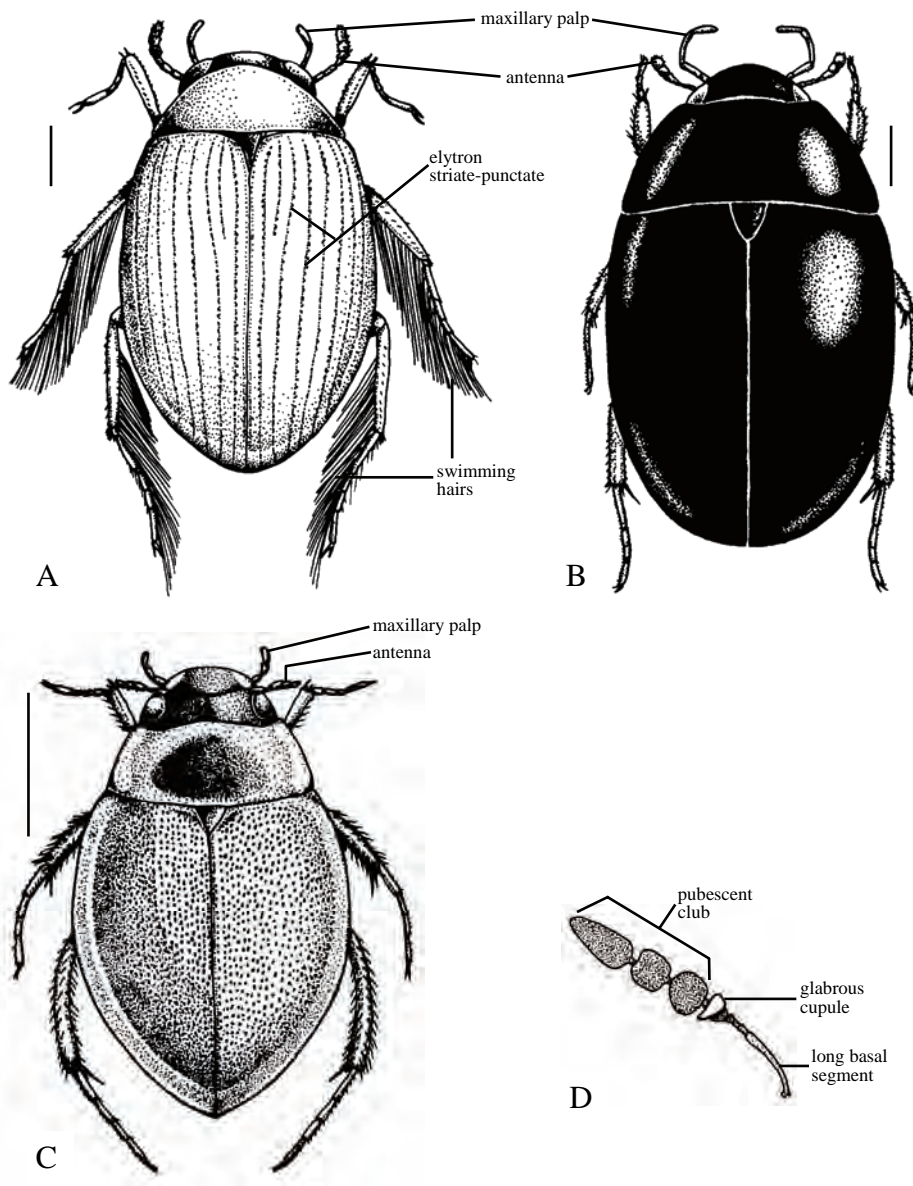 maxillary palp
antenna
elytron
striate-punctate
swimming
hairs
A
B
maxillary palp
antenna
pubescent
club
glabrous
cupule
long basal
segment
D
C